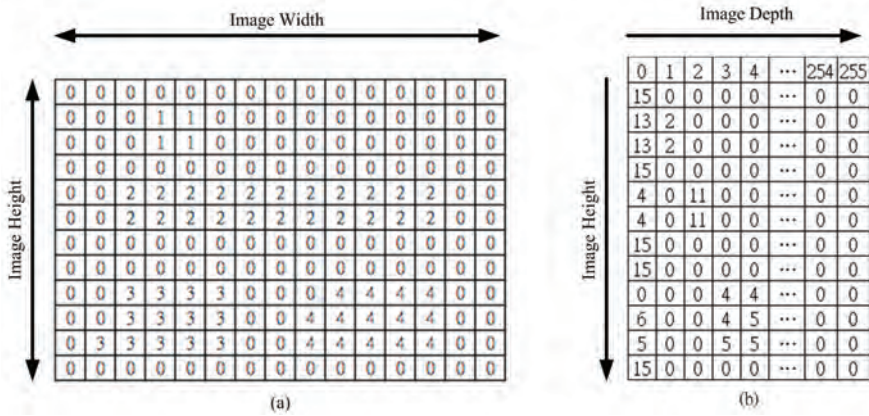 Image Width
Image Height
0 0 0 0 0 0 0 0 0 0 0 0 0 0 0
0 0 0 1 1 0 0 0 0 0 0 0 0 0 0
0 0 0 1 1 0 0 0 0 0 0 0 0 0 0
0 0 0 0 0 0 0 0 0 0 0 0 0 0 0
0 0 2 2 2 2 2 2 2 2 2 2 2 0 0
0 0 2 2 2 2 2 2 2 2 2 2 2 0 0
0 0 0 0 0 0 0 0 0 0 0 0 0 0 0
0 0 0 0 0 0 0 0 0 0 0 0 0 0 0
0 0 3 3 3 3 0 0 0 4 4 4 4 0 0
0 0 3 3 3 3 0 0 4 4 4 4 4 0 0
0 3 3 3 3 3 0 0 4 4 4 4 4 0 0
0 0 0 0 0 0 0 0 0 0 0 0 0 0 0
(a)
Image Depth
Image Height
0 1 2 3 4 ... 254 255
15 0 0 0 0 ... 0 0
13 2 0 0 0 ... 0 0
13 2 0 0 0 ... 0 0
15 0 0 0 0 ... 0 0
4 0 11 0 0 ... 0 0
4 0 11 0 0 ... 0 0
15 0 0 0 0 ... 0 0
15 0 0 0 0 ... 0 0
0 0 0 4 4 ... 0 0
6 0 0 4 5 ... 0 0
5 0 0 5 5 ... 0 0
15 0 0 0 0 ... 0 0
(b)